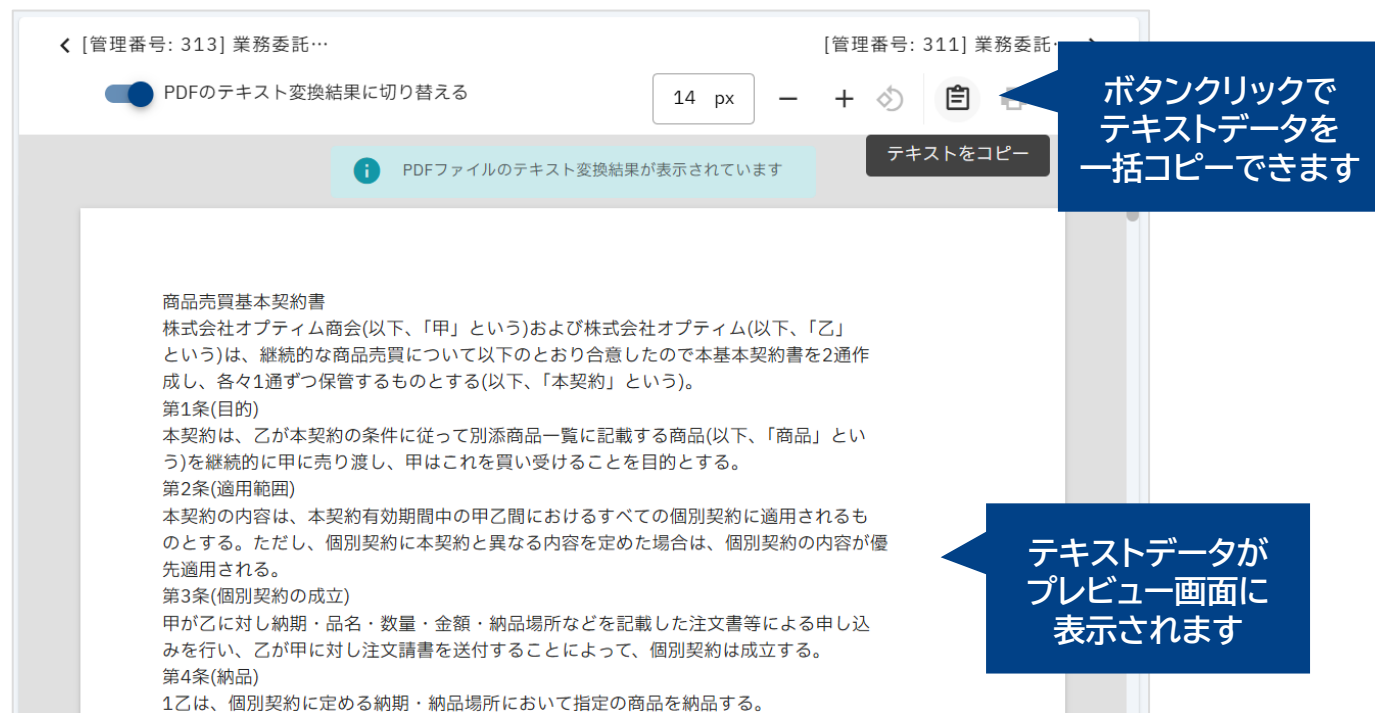 [管理番号: 313] 業務委託…
[管理番号: 311] 業務委託…
PDFのテキスト変換結果に切り替える
14 px
ボタンクリックで
テキストデータを
一括コピーできます
テキストをコピー
PDFファイルのテキスト変換結果が表示されています
商品売買基本契約書
株式会社オプティム商会(以下、「甲」という)および株式会社オプティム(以下、「乙」
という)は、継続的な商品売買について以下のとおり合意したので本基本契約書を2通作
成し、各々1通ずつ保管するものとする(以下、「本契約」という)。
第1条(目的)
本契約は、乙が本契約の条件に従って別添商品一覧に記載する商品(以下、「商品」とい
う)を継続的に甲に売り渡し、甲はこれを買い受けることを目的とする。
第2条(適用範囲)
本契約の内容は、本契約有効期間中の甲乙間におけるすべての個別契約に適用されるも
のとする。ただし、個別契約に本契約と異なる内容を定めた場合は、個別契約の内容が優
先適用される。
第3条(個別契約の成立)
甲が乙に対し納期・品名・数量・金額・納品場所などを記載した注文書等による申し込
みを行い、乙が甲に対し注文請書を送付することによって、個別契約は成立する。
第4条(納品)
1乙は、個別契約に定める納期・納品場所において指定の商品を納品する。
テキストデータが
プレビュー画面に
表示されます